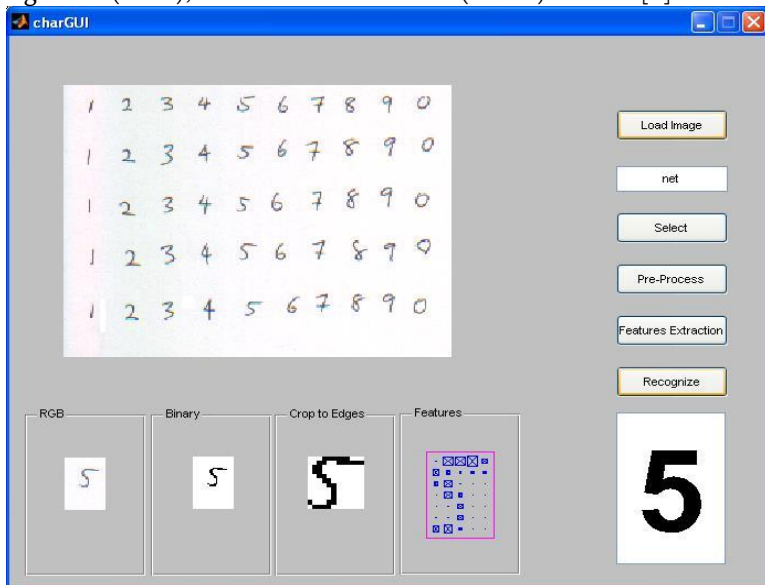 charGUI
1 2 3 4 5 6 7 8 9 0
1 2 3 4 5 6 7 8 9 0
1 2 3 4 5 6 7 8 9 0
1 2 3 4 5 6 7 8 9 0
1 2 3 4 5 6 7 8 9 0
Load Image
net
Select
Pre-Process
Features Extraction
Recognize
RGB
Binary
Crop to Edges
Features
5
5
5
5